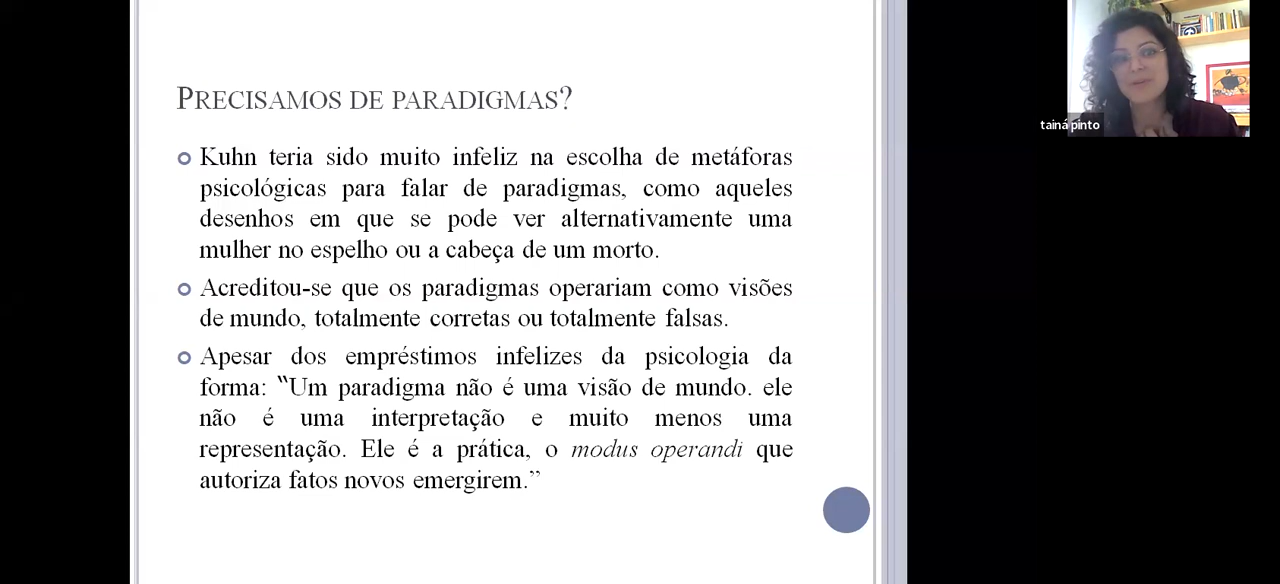 PRECISAMOS DE PARADIGMAS?
Kuhn teria sido muito infeliz na escolha de metáforas
psicológicas para falar de paradigmas, como aqueles
desenhos em que se pode ver alternativamente uma
mulher no espelho ou a cabeça de um morto.
Acreditou-se que os paradigmas operariam como visões
de mundo, totalmente corretas ou totalmente falsas.
Apesar dos empréstimos infelizes da psicologia da
forma: “Um paradigma não é uma visão de mundo. ele
não é uma interpretação e muito menos uma
representação. Ele é a prática, o modus operandi que
autoriza fatos novos emergirem.”
tainá pinto